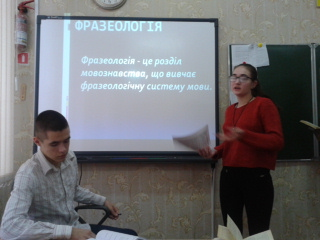 ФРАЗЕОЛОГІЯ
Фразеологія - це розділ
мовознавства, що вивчає
фразеологічну систему мови.